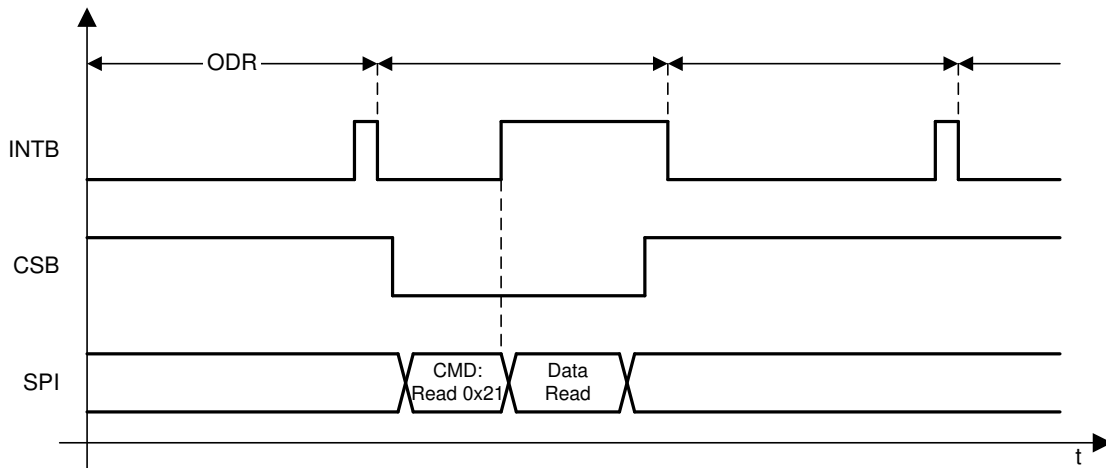 ODR
INTB
CSB
SPI
CMD:
Read 0x21
Data
Read
t